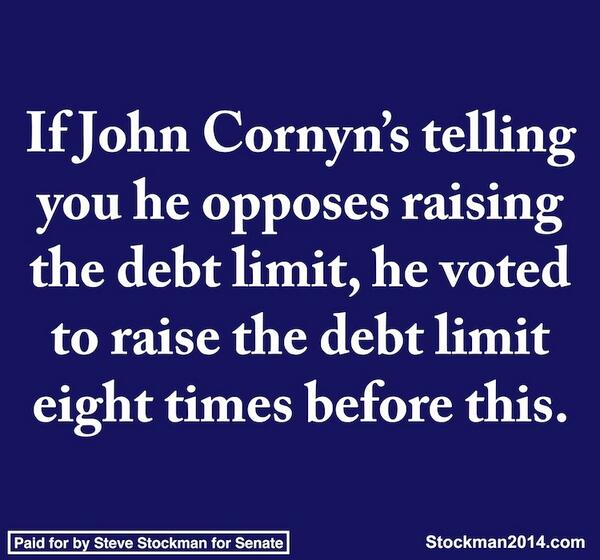 If John Cornyn’s telling
you he opposes raising
the debt limit, he voted
to raise the debt limit
eight times before this.
Paid for by Steve Stockman for Senate
Stockman2014.com